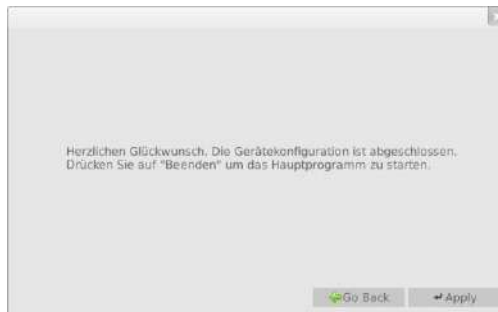 Herzlichen Glückwunsch. Die Gerätekonfiguration ist abgeschlossen.
Drücken Sie auf "Beenden" um das Hauptprogramm zu starten.
Go Back
Apply